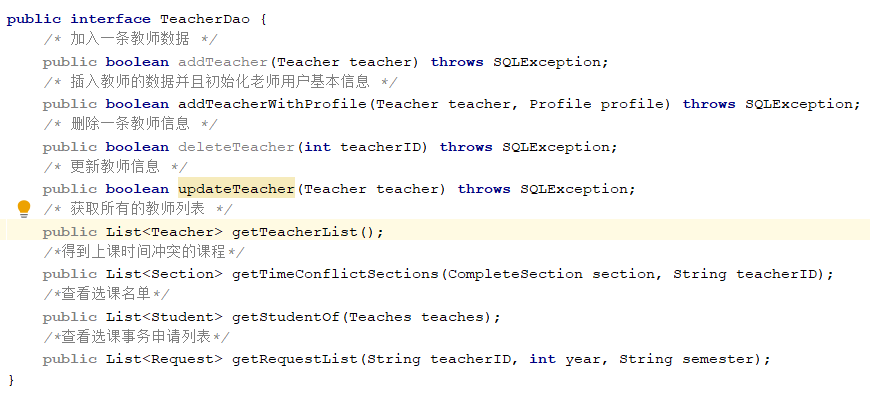 public interface TeacherDao {
/* 加入一条教师数据 */
public boolean addTeacher(Teacher teacher) throws SQLException;
/* 插入教师的数据并且初始化老师用户基本信息 */
public boolean addTeacherWithProfile(Teacher teacher, Profile profile) throws SQLException;
/* 删除一条教师信息 */
public boolean deleteTeacher(int teacherID) throws SQLException;
/* 更新教师信息 */
public boolean updateTeacher(Teacher teacher) throws SQLException;
/* 获取所有的教师列表 */
public List<Teacher> getTeacherList();
/*得到上课时间冲突的课程*/
public List<Section> getTimeConflictSections(CompleteSection section, String teacherID);
/*查看选课名单*/
public List<Student> getStudentOf(Teaches teaches);
/*查看选课事务申请列表*/
public List<Request> getRequestList(String teacherID, int year, String semester);
}